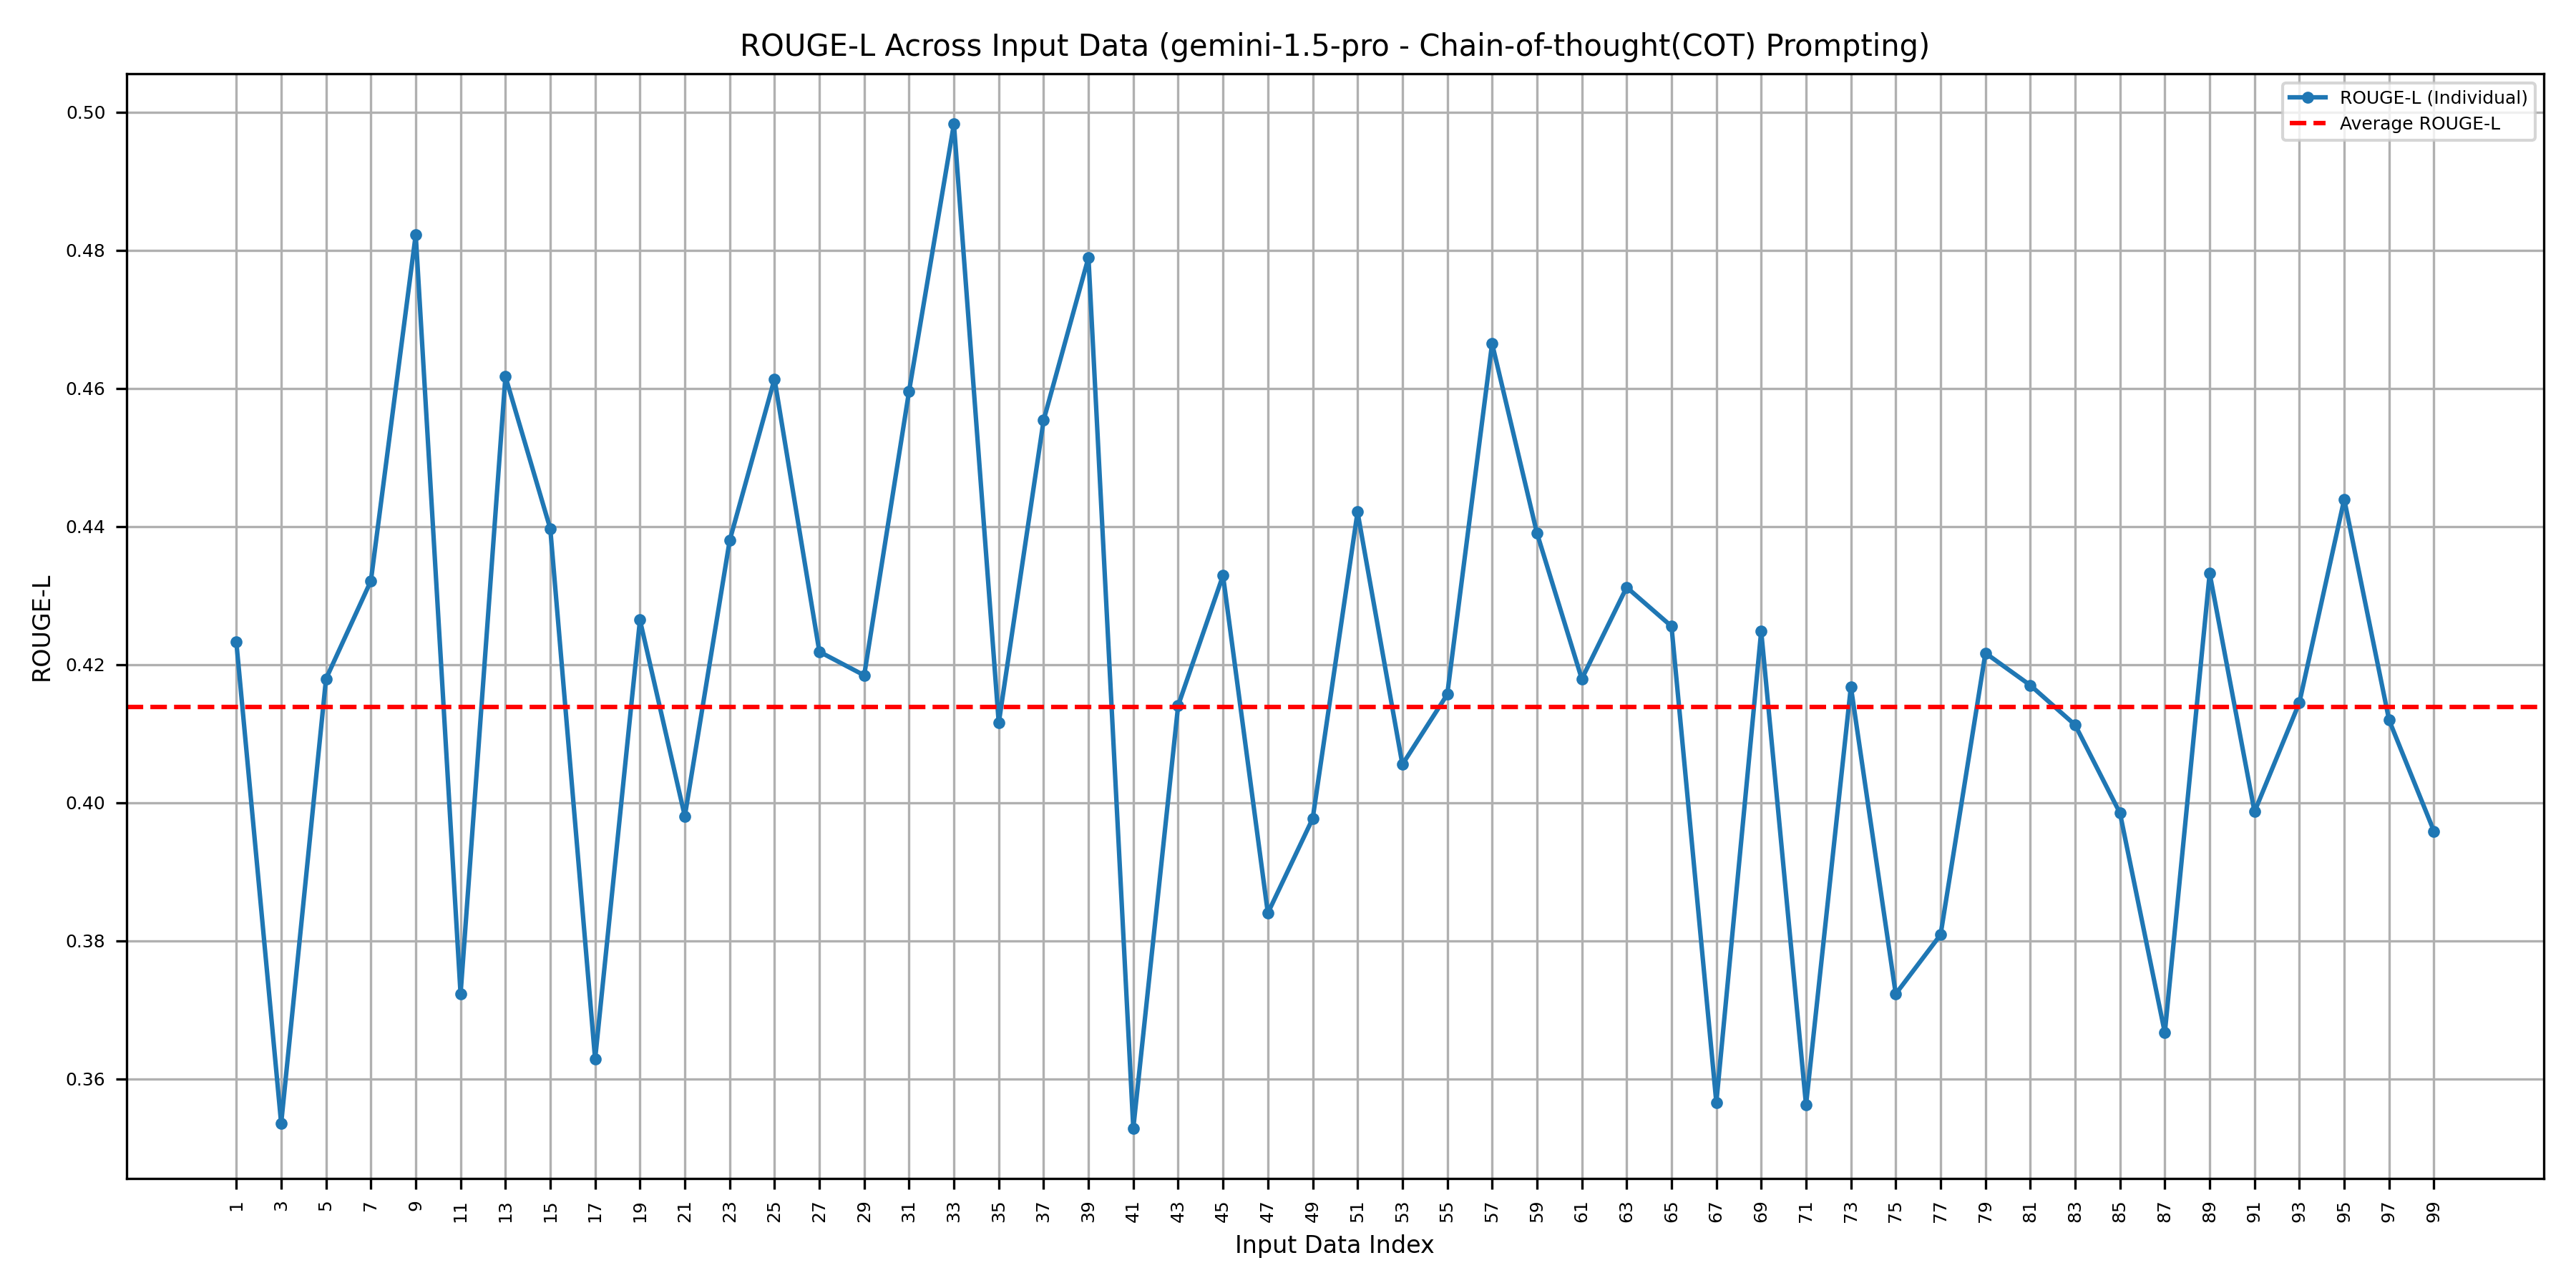 ROUGE-L Across Input Data (gemini-1.5-pro - Chain-of-thought(COT) Prompting)
ROUGE-L (Individual)
Average ROUGE-L
ROUGE-L
0.50
0.48
0.46
0.44
0.42
0.40
0.38
0.36
1 3 5 7 9 11 13 15 17 19 21 23 25 27 29 31 33 35 37 39 41 43 45 47 49 51 53 55 57 59 61 63 65 67 69 71 73 75 77 79 81 83 85 87 89 91 93 95 97 99
Input Data Index